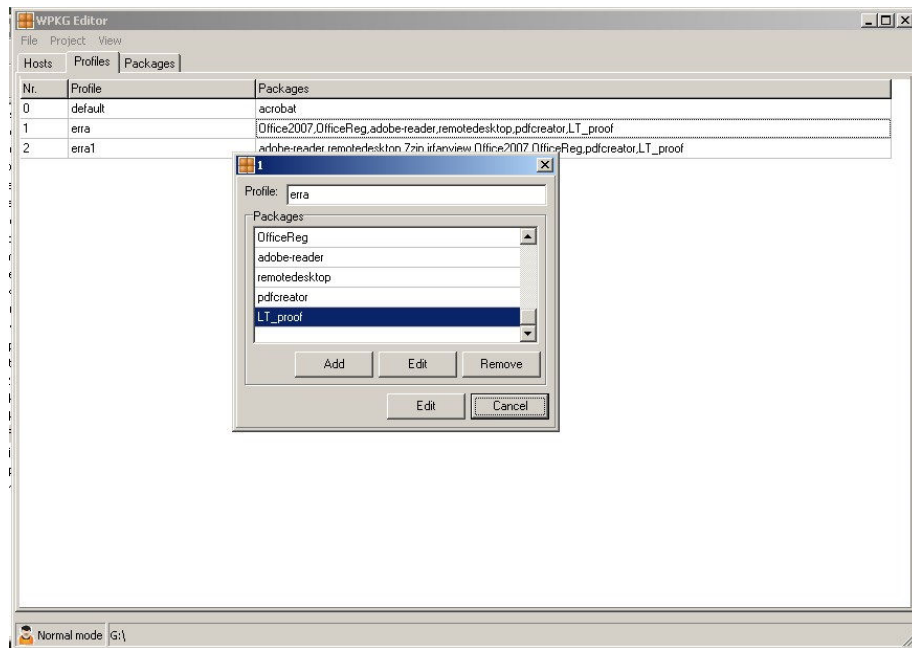 WPKG Editor
File Project View
Hosts Profiles Packages
Nr. Profile Packages
0 default acrobat
1 erra Office2007,OfficeReg,adobe-reader,remotedesktop,pdfcreator,LT_proof
2 erra1 adobe-reader,remotedesktop,7zip,irfanview,Office2007,OfficeReg,pdfcreator,LT_proof
1
Profile: erra
Packages
OfficeReg
adobe-reader
remotedesktop
pdfcreator
LT_proof
Add Edit Remove
Edit Cancel
Normal mode G:\